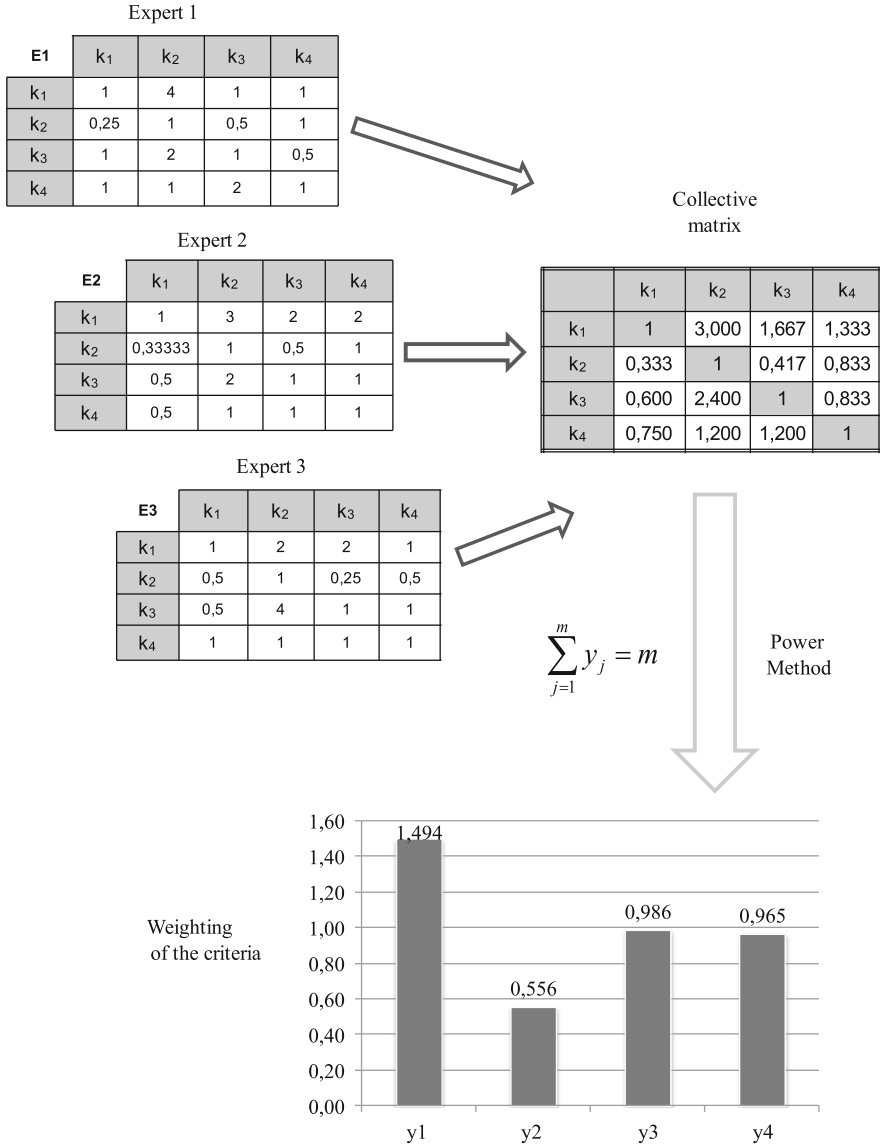 Expert 1
E1 k1 k2 k3 k4
k1 1 4 1 1
k2 0,25 1 0,5 1
k3 1 2 1 0,5
k4 1 1 2 1
Expert 2
E2 k1 k2 k3 k4
k1 1 3 2 2
k2 0,33333 1 0,5 1
k3 0,5 2 1 1
k4 0,5 1 1 1
Expert 3
E3 k1 k2 k3 k4
k1 1 2 2 1
k2 0,5 1 0,25 0,5
k3 0,5 4 1 1
k4 1 1 1 1
Collective
matrix
k1 k2 k3 k4
k1 1 3,000 1,667 1,333
k2 0,333 1 0,417 0,833
k3 0,600 2,400 1 0,833
k4 0,750 1,200 1,200 1
m
∑ yj = m
j=1
Power
Method
Weighting
of the criteria
1,60
1,40
1,20
1,00
0,80
0,60
0,40
0,20
0,00
1,494
0,556
0,986
0,965
y1 y2 y3 y4